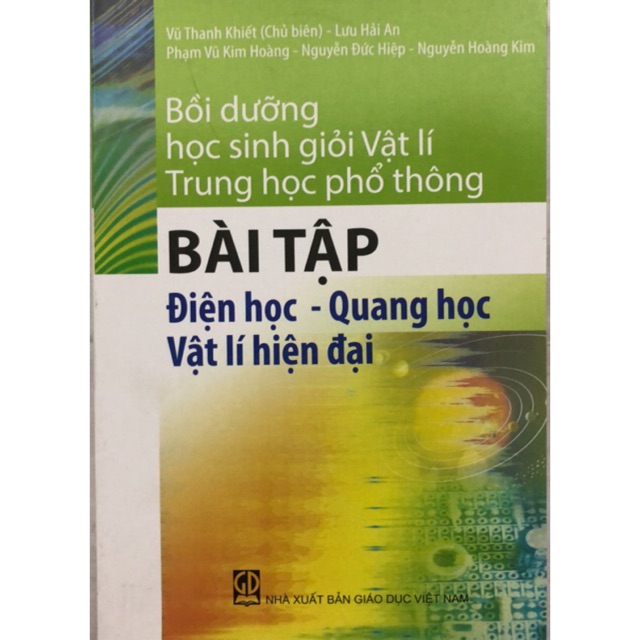 Vũ Thanh Khiết (Chủ biên) - Lưu Hải An
Phạm Vũ Kim Hoàng - Nguyễn Đức Hiệp - Nguyễn Hoàng Kim
Bồi dưỡng
học sinh giỏi Vật lí
Trung học phổ thông
BÀI TẬP
Điện học - Quang học
Vật lí hiện đại
GD
NHÀ XUẤT BẢN GIÁO DỤC VIỆT NAM